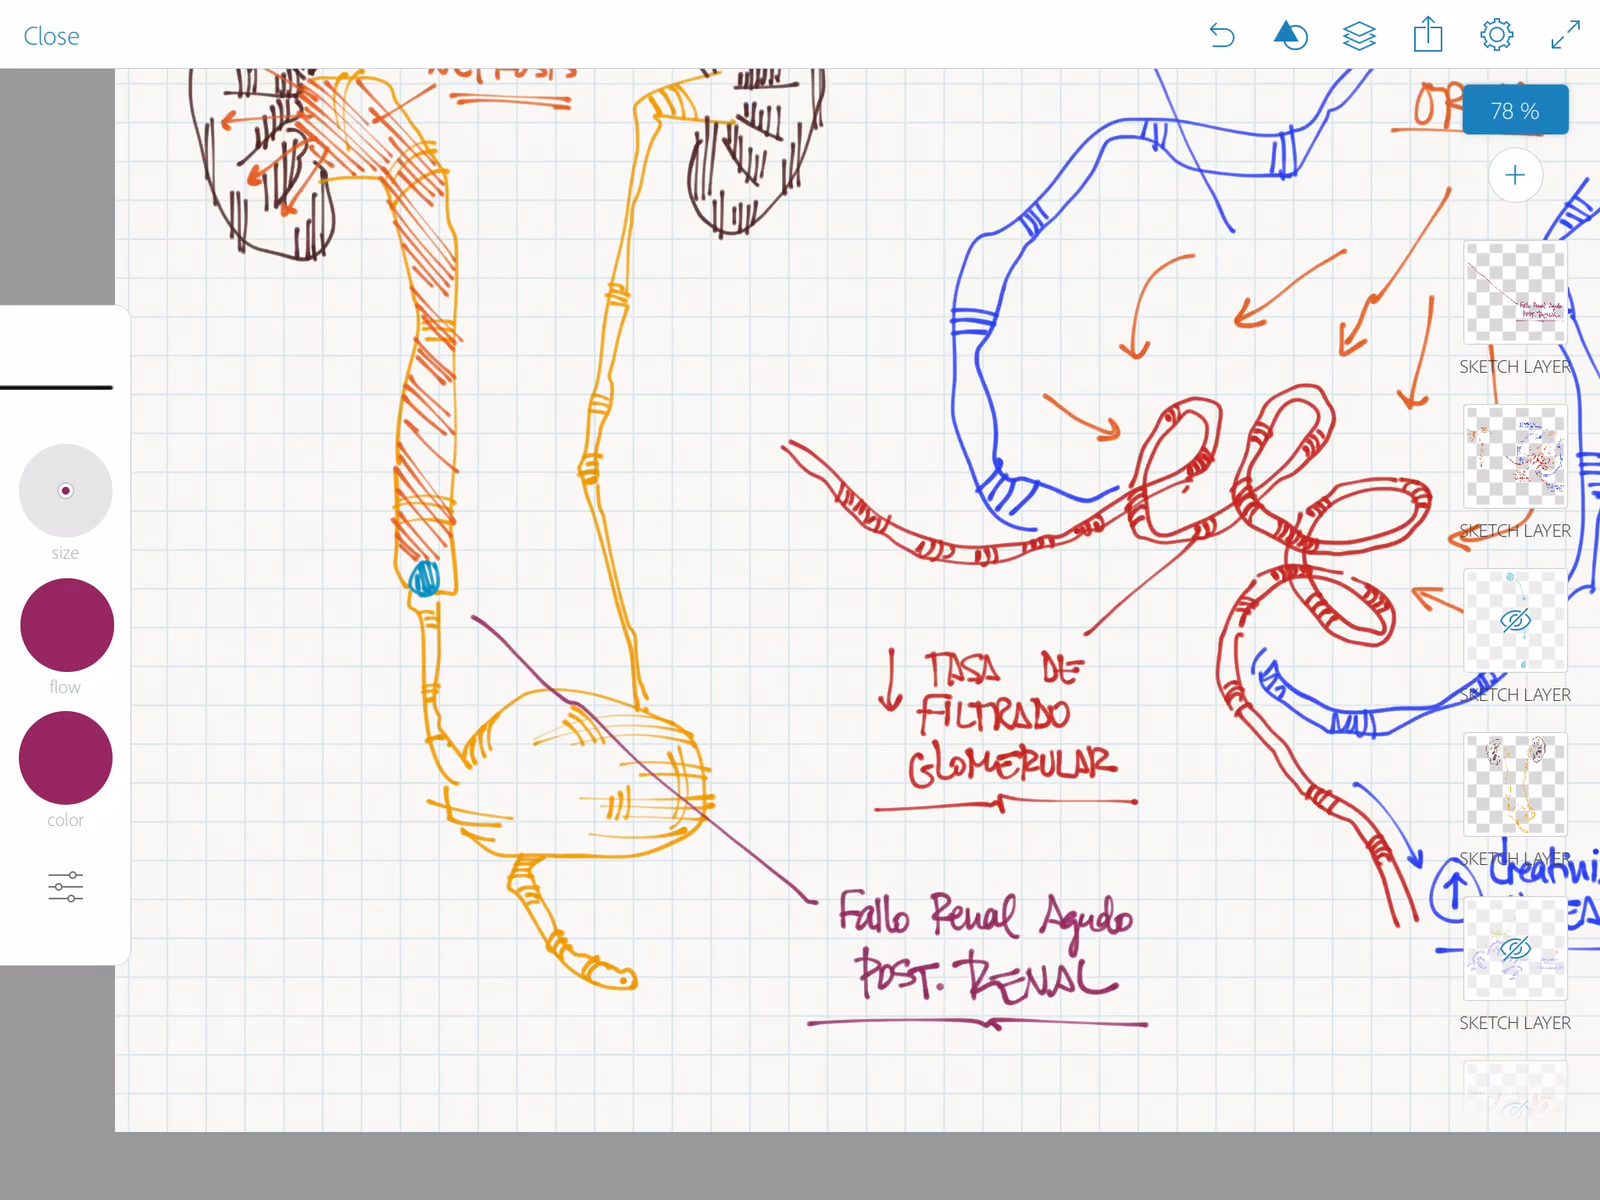 Close
78 %
SKETCH LAYER
SKETCH LAYER
size
SKETCH LAYER
flow
color
SKETCH LAYER
SKETCH LAYER
↓ TASA DE
FILTRADO
GLOMERULAR
Fallo Renal Agudo
POST. RENAL
↑